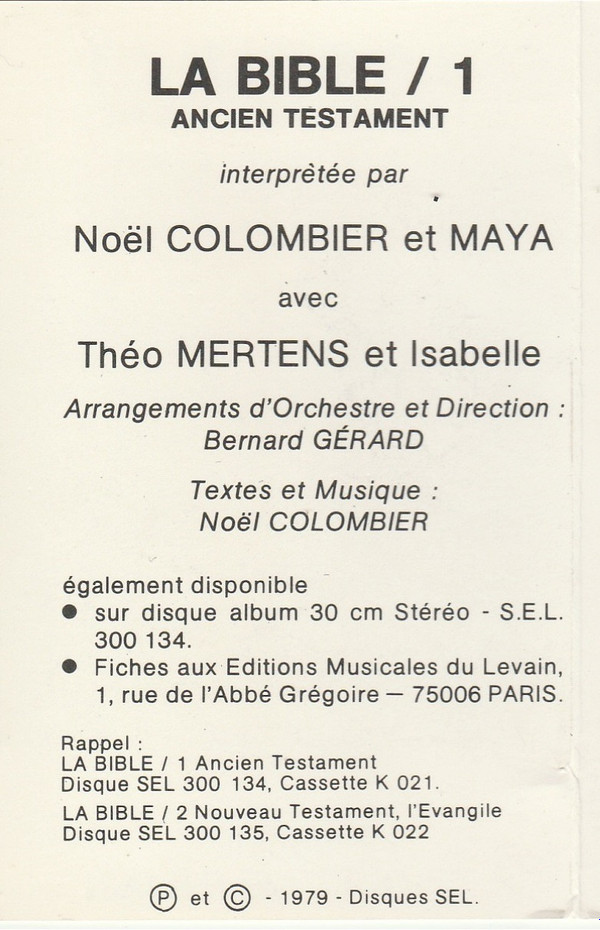 LA BIBLE / 1
ANCIEN TESTAMENT
interprètée par
Noël COLOMBIER et MAYA
avec
Théo MERTENS et Isabelle
Arrangements d'Orchestre et Direction :
Bernard GÉRARD
Textes et Musique :
Noël COLOMBIER
également disponible
● sur disque album 30 cm Stéréo - S.E.L.
300 134.
● Fiches aux Editions Musicales du Levain,
1, rue de l'Abbé Grégoire — 75006 PARIS.
Rappel :
LA BIBLE / 1 Ancien Testament
Disque SEL 300 134, Cassette K 021.
LA BIBLE / 2 Nouveau Testament, l'Evangile
Disque SEL 300 135, Cassette K 022
Ⓟ et © - 1979 - Disques SEL.